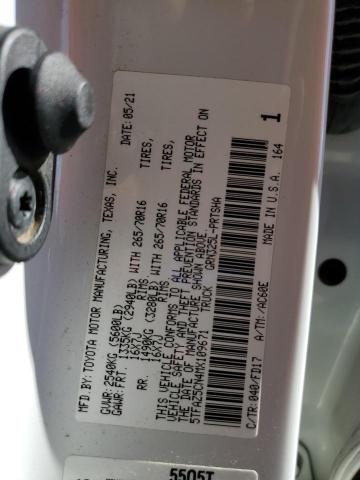 MFD.BY: TOYOTA MOTOR MANUFACTURING, TEXAS, INC. DATE: 05/21
GVWR: 2540KG (5600LB)
GAWR: FRT. 1335KG (2940LB) WITH 265/70R16 TIRES,
16X7J RIMS
RR. 1490KG (3280LB) WITH 265/70R16 TIRES,
16X7J RIMS
THIS VEHICLE CONFORMS TO ALL APPLICABLE FEDERAL MOTOR
VEHICLE SAFETY AND THEFT PREVENTION STANDARDS IN EFFECT ON
THE DATE OF MANUFACTURE SHOWN ABOVE.
5TFAZ5CN4MX109671 TRUCK GRN325L-PRTSMA
C/TR: 040/FD17 A/TM: /AC60E U.S.A. 164
1
5505T